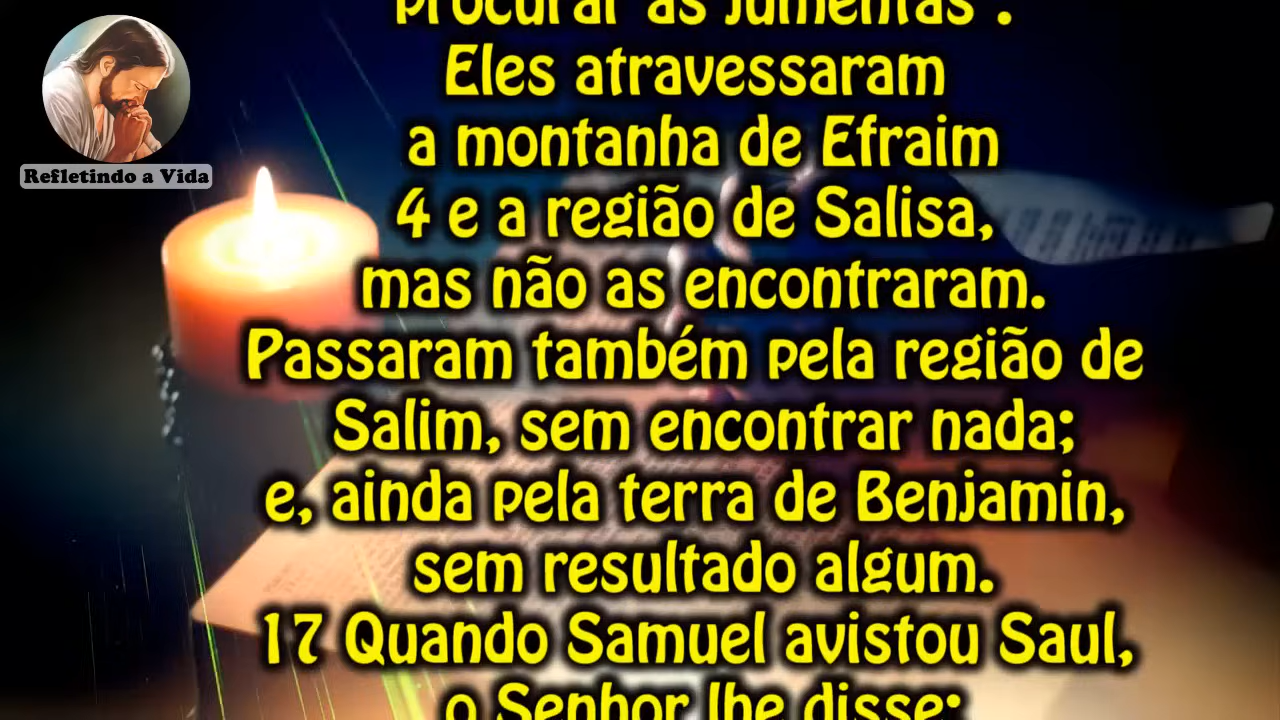 procurar as jumentas".
Eles atravessaram
a montanha de Efraim
4 e a região de Salisa,
mas não as encontraram.
Passaram também pela região de
Salim, sem encontrar nada;
e, ainda pela terra de Benjamin,
sem resultado algum.
17 Quando Samuel avistou Saul,
o Senhor lhe disse:
Refletindo a Vida